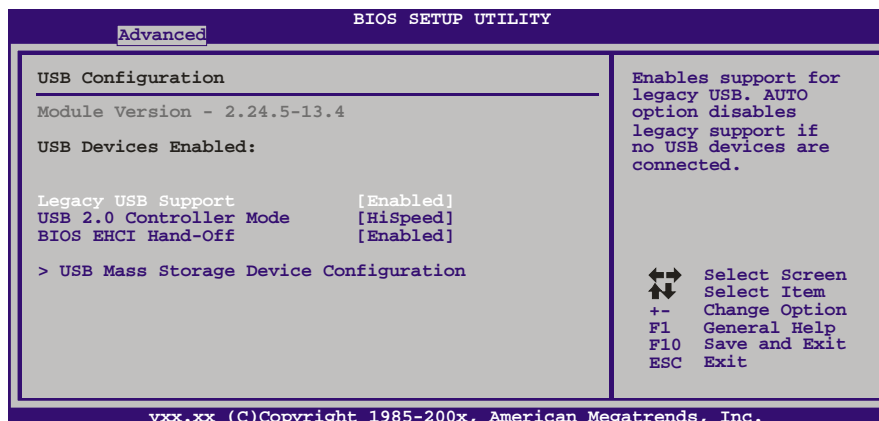 BIOS SETUP UTILITY
Advanced
USB Configuration
Module Version - 2.24.5-13.4
USB Devices Enabled:
Legacy USB Support [Enabled]
USB 2.0 Controller Mode [HiSpeed]
BIOS EHCI Hand-Off [Enabled]
> USB Mass Storage Device Configuration
Enables support for
legacy USB. AUTO
option disables
legacy support if
no USB devices are
connected.
Select Screen
Select Item
+- Change Option
F1 General Help
F10 Save and Exit
ESC Exit
vxx.xx (C)Copyright 1985-200x, American Megatrends, Inc.